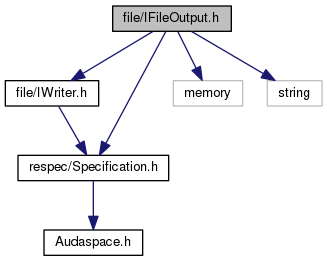 file/IFileOutput.h
file/IWriter.h
memory
string
respec/Specification.h
Audaspace.h